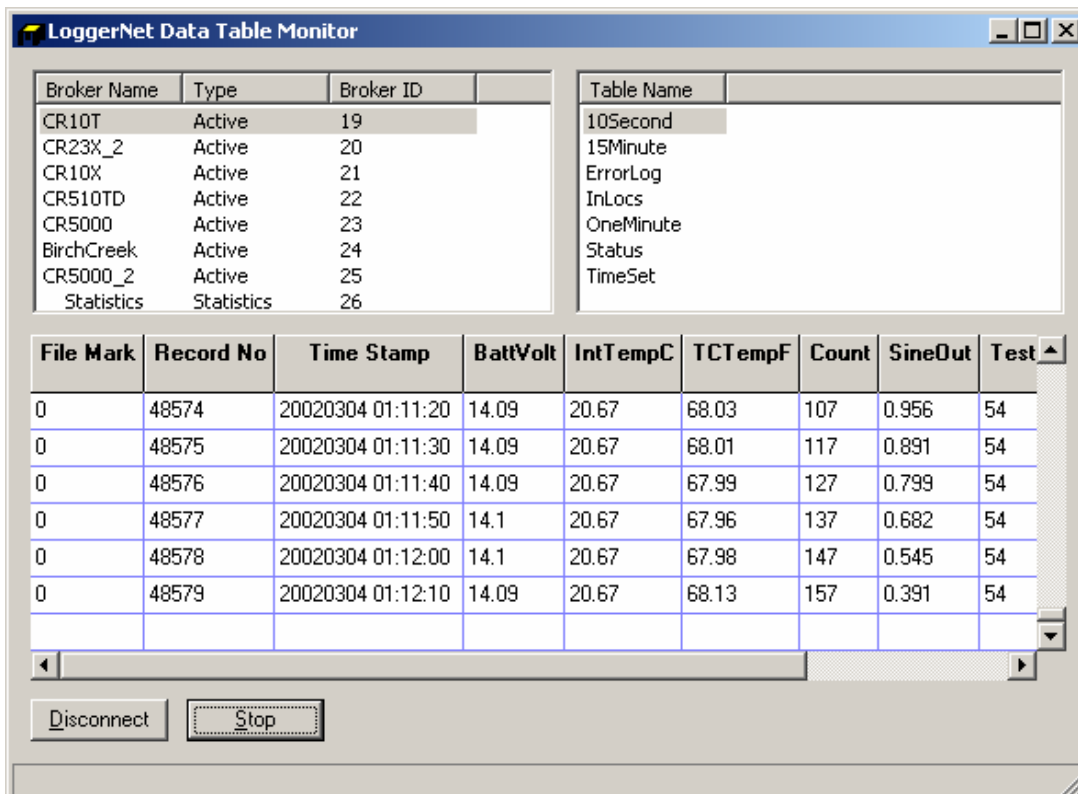 LoggerNet Data Table Monitor
Broker Name Type Broker ID
CR10T Active 19
CR23X_2 Active 20
CR10X Active 21
CR510TD Active 22
CR5000 Active 23
BirchCreek Active 24
CR5000_2 Active 25
Statistics Statistics 26
Table Name
10Second
15Minute
ErrorLog
InLocs
OneMinute
Status
TimeSet
File Mark Record No Time Stamp BattVolt IntTempC TCTempF Count SineOut Test
0 48574 20020304 01:11:20 14.09 20.67 68.03 107 0.956 54
0 48575 20020304 01:11:30 14.09 20.67 68.01 117 0.891 54
0 48576 20020304 01:11:40 14.09 20.67 67.99 127 0.799 54
0 48577 20020304 01:11:50 14.1 20.67 67.96 137 0.682 54
0 48578 20020304 01:12:00 14.1 20.67 67.98 147 0.545 54
0 48579 20020304 01:12:10 14.09 20.67 68.13 157 0.391 54
Disconnect Stop